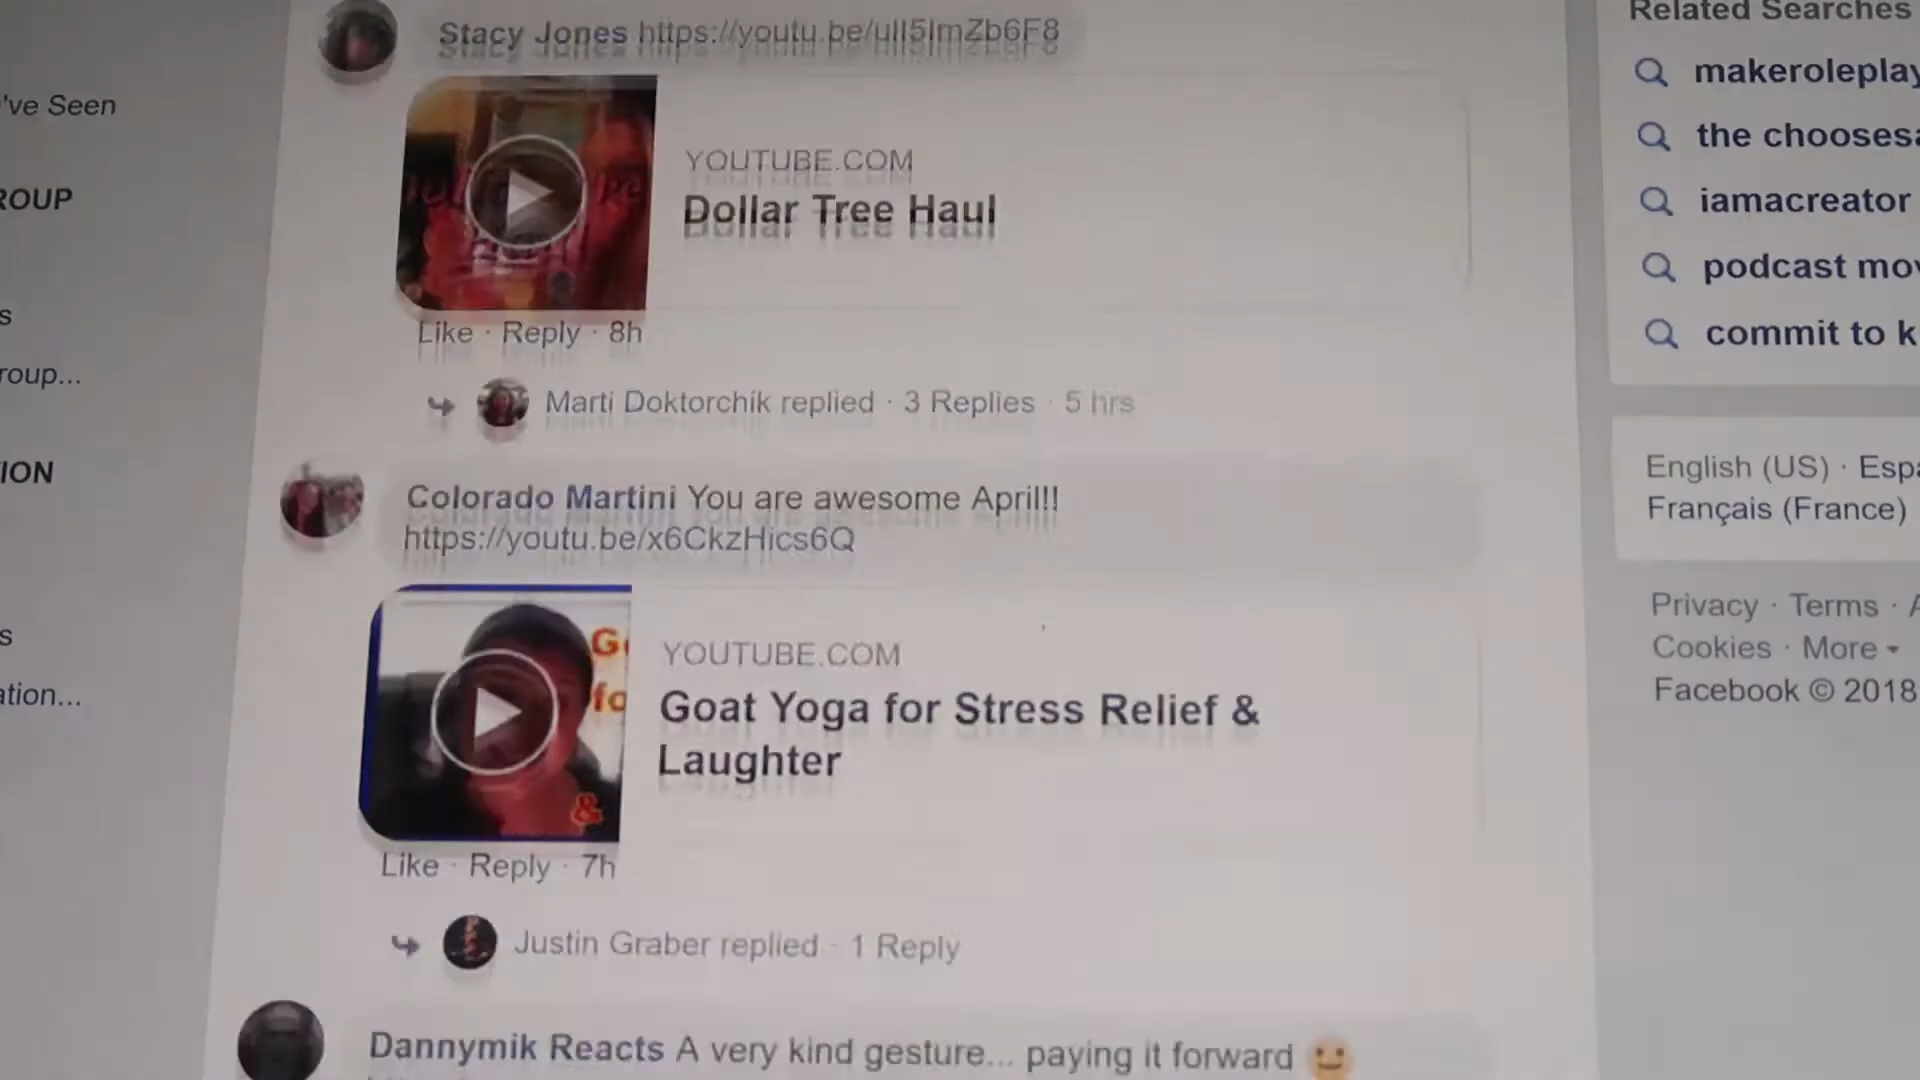 Stacy Jones https://youtu.be/uII5ImZb6F8
YOUTUBE.COM
Dollar Tree Haul
Like · Reply · 8h
Marti Doktorchik replied · 3 Replies · 5 hrs
Colorado Martini You are awesome April!!
https://youtu.be/x6CkzHics6Q
YOUTUBE.COM
Goat Yoga for Stress Relief &
Laughter
&
Like · Reply · 7h
Justin Graber replied · 1 Reply
Dannymik Reacts A very kind gesture... paying it forward 🙂
've Seen
ROUP
s
roup...
ION
s
ation...
Related Searches
makeroleplay
the choosesa
iamacreator
podcast mov
commit to k
English (US) · Espa
Français (France)
Privacy · Terms · A
Cookies · More
Facebook © 2018